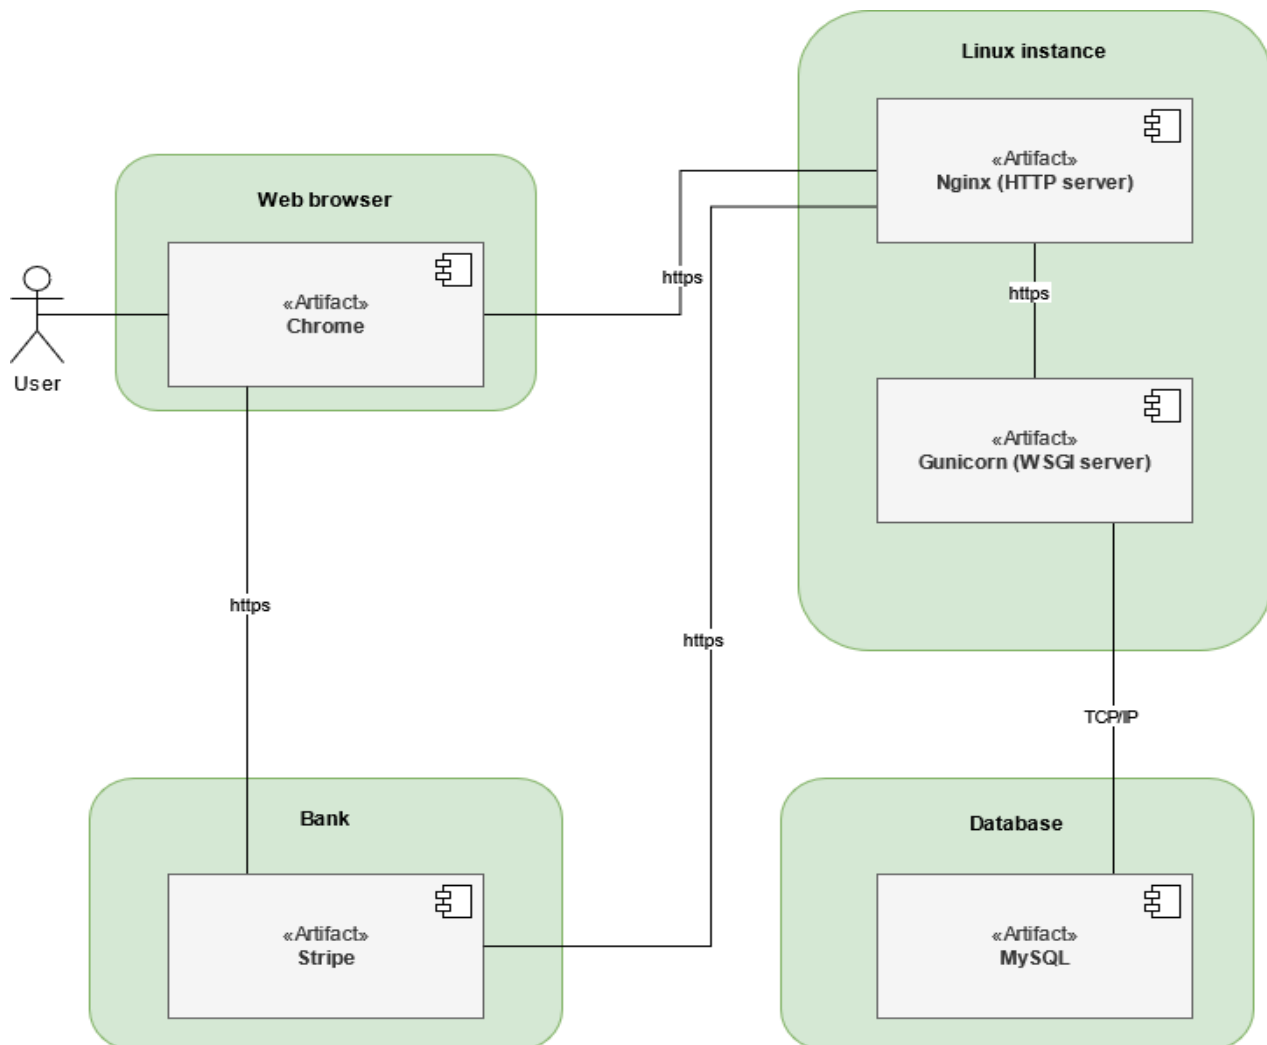 Linux instance
«Artifact»
Nginx (HTTP server)
Web browser
https
https
«Artifact»
Chrome
User
«Artifact»
Gunicorn (WSGI server)
https
https
TCP/IP
Bank
Database
«Artifact»
Stripe
«Artifact»
MySQL